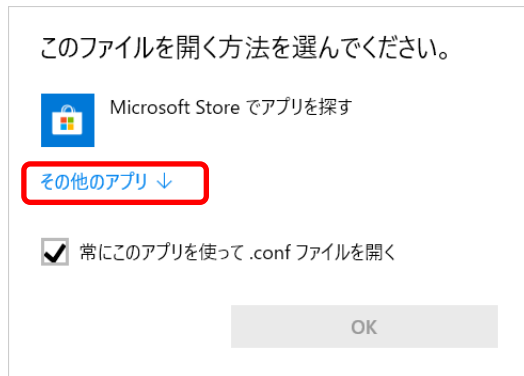 このファイルを開く方法を選んでください。
Microsoft Store でアプリを探す
その他のアプリ ↓
常にこのアプリを使って .conf ファイルを開く
OK